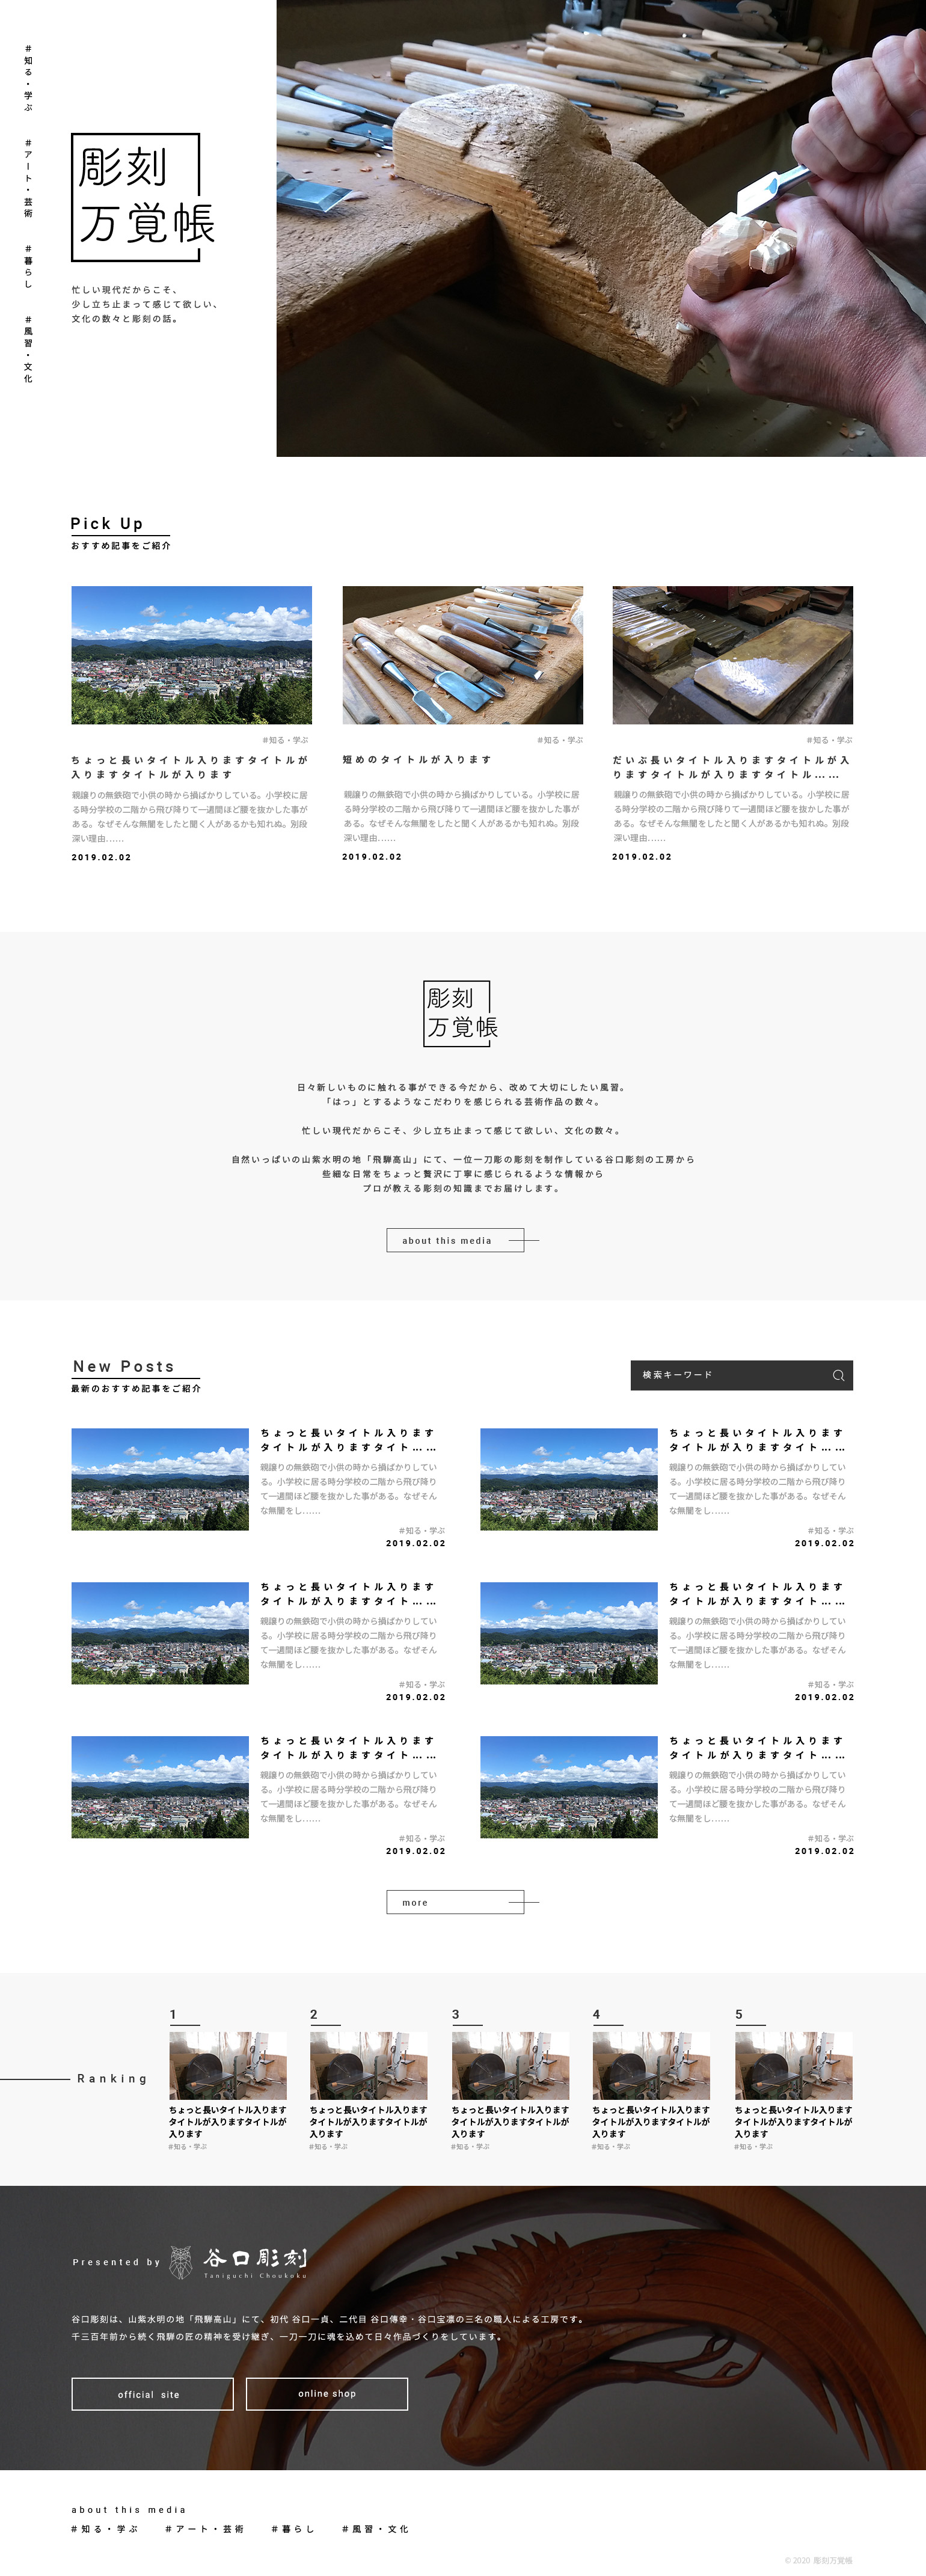 #知る・学ぶ
#アート・芸術
#暮らし
#風習・文化
彫刻
万覚帳
忙しい現代だからこそ、
少し立ち止まって感じて欲しい、
文化の数々と彫刻の話。
Pick Up
おすすめ記事をご紹介
#知る・学ぶ
ちょっと長いタイトル入りますタイトルが
入りますタイトルが入ります
親譲りの無鉄砲で小供の時から損ばかりしている。小学校に居
る時分学校の二階から飛び降りて一週間ほど腰を抜かした事が
ある。なぜそんな無闇をしたと聞く人があるかも知れぬ。別段
深い理由……
2019.02.02
#知る・学ぶ
短めのタイトルが入ります
親譲りの無鉄砲で小供の時から損ばかりしている。小学校に居
る時分学校の二階から飛び降りて一週間ほど腰を抜かした事が
ある。なぜそんな無闇をしたと聞く人があるかも知れぬ。別段
深い理由……
2019.02.02
#知る・学ぶ
だいぶ長いタイトル入りますタイトルが入
りますタイトルが入りますタイトル……
親譲りの無鉄砲で小供の時から損ばかりしている。小学校に居
る時分学校の二階から飛び降りて一週間ほど腰を抜かした事が
ある。なぜそんな無闇をしたと聞く人があるかも知れぬ。別段
深い理由……
2019.02.02
彫刻
万覚帳
日々新しいものに触れる事ができる今だから、改めて大切にしたい風習。
「はっ」とするようなこだわりを感じられる芸術作品の数々。
忙しい現代だからこそ、少し立ち止まって感じて欲しい、文化の数々。
自然いっぱいの山紫水明の地「飛騨高山」にて、一位一刀彫の彫刻を制作している谷口彫刻の工房から
些細な日常をちょっと贅沢に丁寧に感じられるような情報から
プロが教える彫刻の知識までお届けします。
about this media
New Posts
最新のおすすめ記事をご紹介
検索キーワード
ちょっと長いタイトル入ります
タイトルが入りますタイト……
親譲りの無鉄砲で小供の時から損ばかりしてい
る。小学校に居る時分学校の二階から飛び降り
て一週間ほど腰を抜かした事がある。なぜそん
な無闇をし……
#知る・学ぶ
2019.02.02
ちょっと長いタイトル入ります
タイトルが入りますタイト……
親譲りの無鉄砲で小供の時から損ばかりしてい
る。小学校に居る時分学校の二階から飛び降り
て一週間ほど腰を抜かした事がある。なぜそん
な無闇をし……
#知る・学ぶ
2019.02.02
ちょっと長いタイトル入ります
タイトルが入りますタイト……
親譲りの無鉄砲で小供の時から損ばかりしてい
る。小学校に居る時分学校の二階から飛び降り
て一週間ほど腰を抜かした事がある。なぜそん
な無闇をし……
#知る・学ぶ
2019.02.02
ちょっと長いタイトル入ります
タイトルが入りますタイト……
親譲りの無鉄砲で小供の時から損ばかりしてい
る。小学校に居る時分学校の二階から飛び降り
て一週間ほど腰を抜かした事がある。なぜそん
な無闇をし……
#知る・学ぶ
2019.02.02
ちょっと長いタイトル入ります
タイトルが入りますタイト……
親譲りの無鉄砲で小供の時から損ばかりしてい
る。小学校に居る時分学校の二階から飛び降り
て一週間ほど腰を抜かした事がある。なぜそん
な無闇をし……
#知る・学ぶ
2019.02.02
ちょっと長いタイトル入ります
タイトルが入りますタイト……
親譲りの無鉄砲で小供の時から損ばかりしてい
る。小学校に居る時分学校の二階から飛び降り
て一週間ほど腰を抜かした事がある。なぜそん
な無闇をし……
#知る・学ぶ
2019.02.02
more
Ranking
1
ちょっと長いタイトル入ります
タイトルが入りますタイトルが
入ります
#知る・学ぶ
2
ちょっと長いタイトル入ります
タイトルが入りますタイトルが
入ります
#知る・学ぶ
3
ちょっと長いタイトル入ります
タイトルが入りますタイトルが
入ります
#知る・学ぶ
4
ちょっと長いタイトル入ります
タイトルが入りますタイトルが
入ります
#知る・学ぶ
5
ちょっと長いタイトル入ります
タイトルが入りますタイトルが
入ります
#知る・学ぶ
Presented by 谷口彫刻
Taniguchi Choukoku
谷口彫刻は、山紫水明の地「飛騨高山」にて、初代 谷口一貞、二代目 谷口傳幸・谷口宝凛の三名の職人による工房です。
千三百年前から続く飛騨の匠の精神を受け継ぎ、一刀一刀に魂を込めて日々作品づくりをしています。
official site
online shop
about this media
#知る・学ぶ #アート・芸術 #暮らし #風習・文化
© 2020 彫刻万覚帳